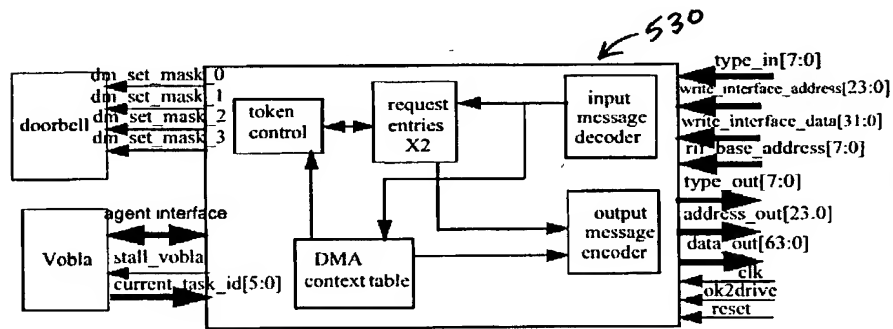 530
dm_set_mask_0
dm_set_mask_1
dm_set_mask_2
dm_set_mask_3
doorbell
token
control
request
entries
X2
input
message
decoder
type_in[7:0]
write_interface_address[23:0]
write_interface_data[31:0]
rif_base_address[7:0]
type_out[7:0]
address_out[23.0]
data_out[63:0]
clk
ok2drive
reset
agent interface
Vobla
stall_vobla
current_task_id[5:0]
DMA
context table
output
message
encoder